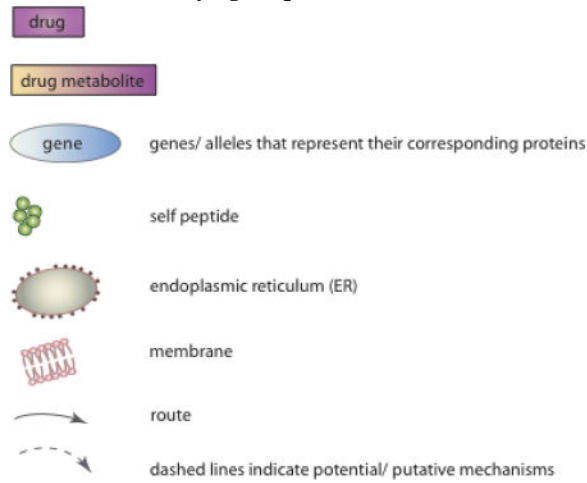 drug
drug metabolite
gene genes/ alleles that represent their corresponding proteins
self peptide
endoplasmic reticulum (ER)
membrane
route
dashed lines indicate potential/ putative mechanisms